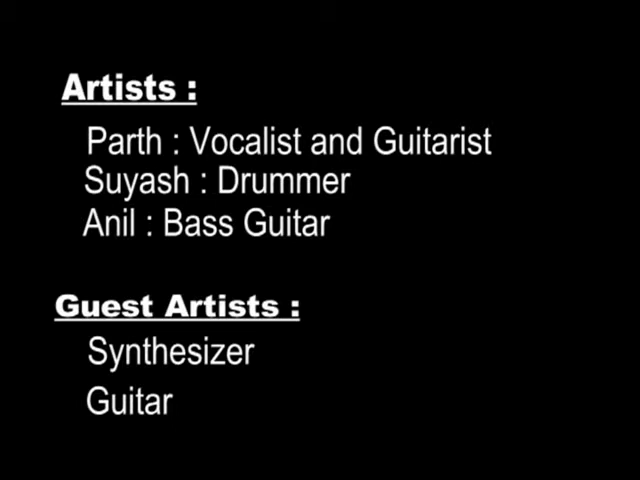 Artists :
Parth : Vocalist and Guitarist
Suyash : Drummer
Anil : Bass Guitar
Guest Artists :
Synthesizer
Guitar